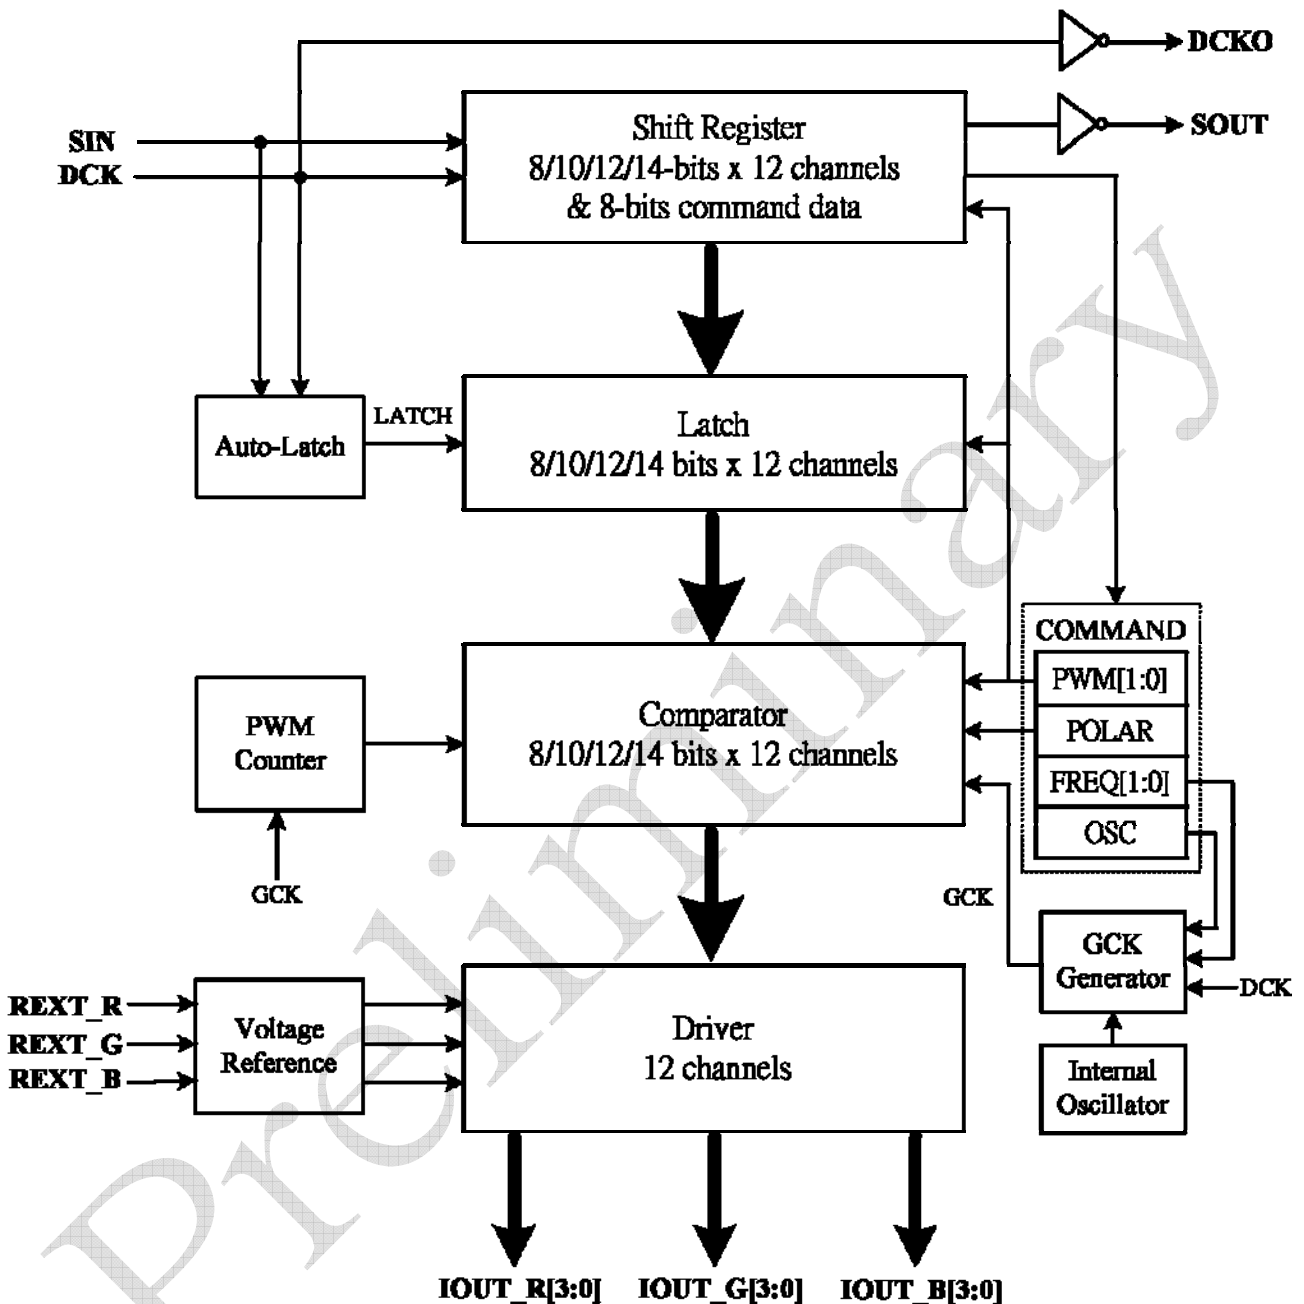 DCKO
SIN
DCK
Shift Register
8/10/12/14-bits x 12 channels
& 8-bits command data
SOUT
Auto-Latch
LATCH
Latch
8/10/12/14 bits x 12 channels
PWM
Counter
GCK
Comparator
8/10/12/14 bits x 12 channels
COMMAND
PWM[1:0]
POLAR
FREQ[1:0]
OSC
GCK
GCK
Generator
DCK
Internal
Oscillator
REXT_R
REXT_G
REXT_B
Voltage
Reference
Driver
12 channels
IOUT_R[3:0]
IOUT_G[3:0]
IOUT_B[3:0]
Preliminary